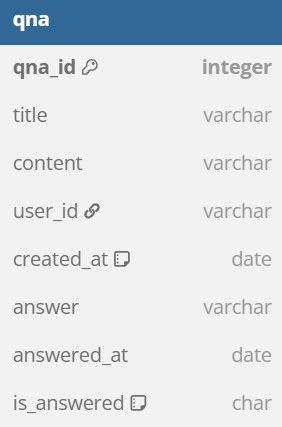 qna
qna_id integer
title varchar
content varchar
user_id varchar
created_at date
answer varchar
answered_at date
is_answered char